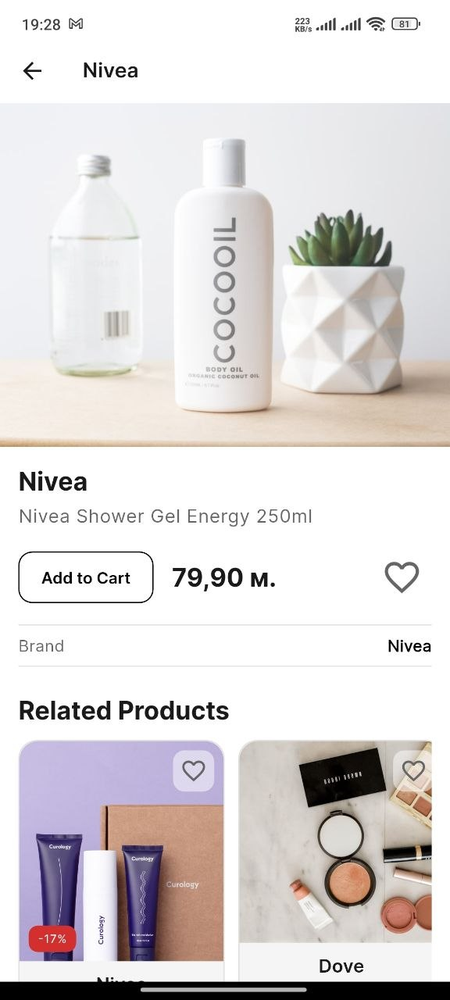 19:28
223
KB/s
81
Nivea
COCOOIL
BODY OIL
ORGANIC COCONUT OIL
Nivea
Nivea Shower Gel Energy 250ml
Add to Cart
79,90 м.
Brand
Nivea
Related Products
Curology
Curology
Curology
Curology
BOBBI BROWN
-17%
Nivea
Dove